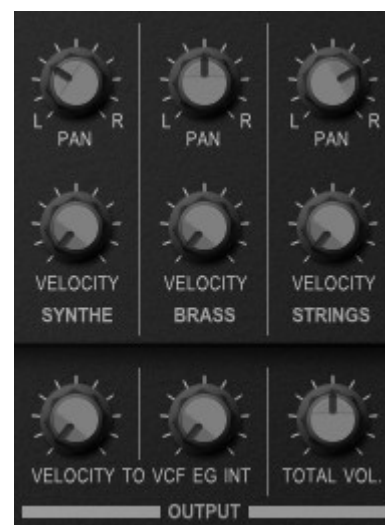 L R L R L R
PAN PAN PAN
VELOCITY VELOCITY VELOCITY
SYNTHE BRASS STRINGS
VELOCITY TO VCF EG INT TOTAL VOL.
OUTPUT